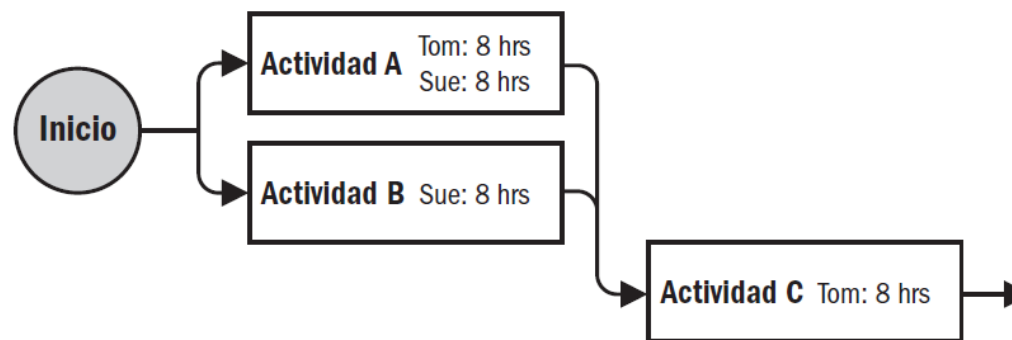 Inicio
Actividad A
Tom: 8 hrs
Sue: 8 hrs
Actividad B Sue: 8 hrs
Actividad C Tom: 8 hrs